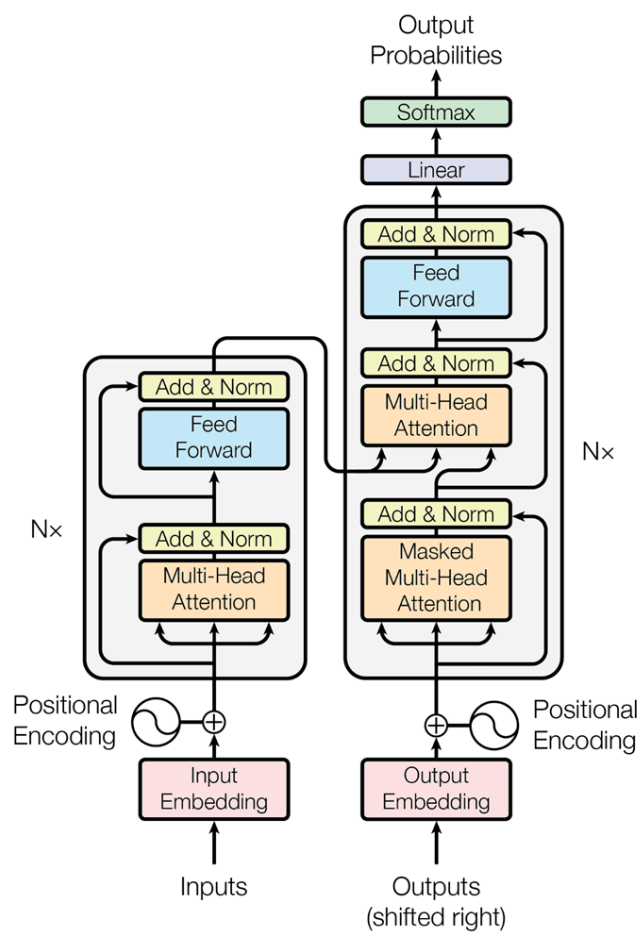 Output
Probabilities
Softmax
Linear
Add & Norm
Feed
Forward
Add & Norm
Multi-Head
Attention
Add & Norm
Masked
Multi-Head
Attention
N×
Add & Norm
Feed
Forward
Add & Norm
Multi-Head
Attention
N×
Positional
Encoding
Positional
Encoding
Input
Embedding
Output
Embedding
Inputs
Outputs
(shifted right)